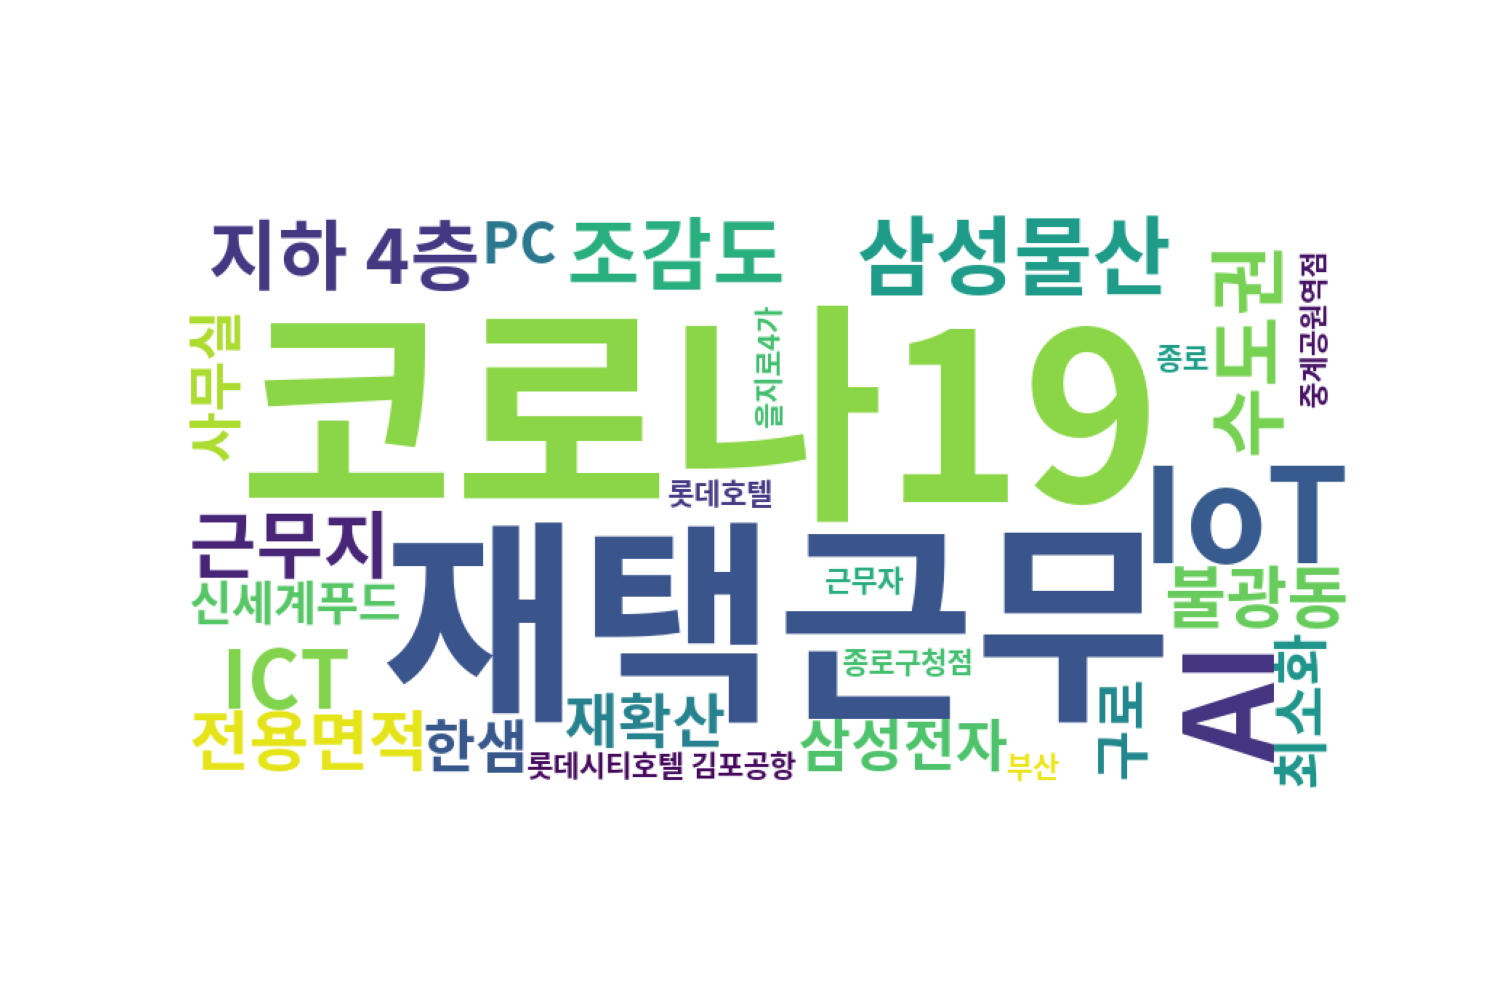 지하 4층
PC
조감도
삼성물산
수도권
중계공원역점
사무실
코로나19
을지로4가
종로
롯데호텔
IoT
근무지
재택근무
근무자
불광동
신세계푸드
ICT
종로구청점
AI
최소화
구로
전용면적
한샘
재확산
롯데시티호텔 김포공항
삼성전자
부산